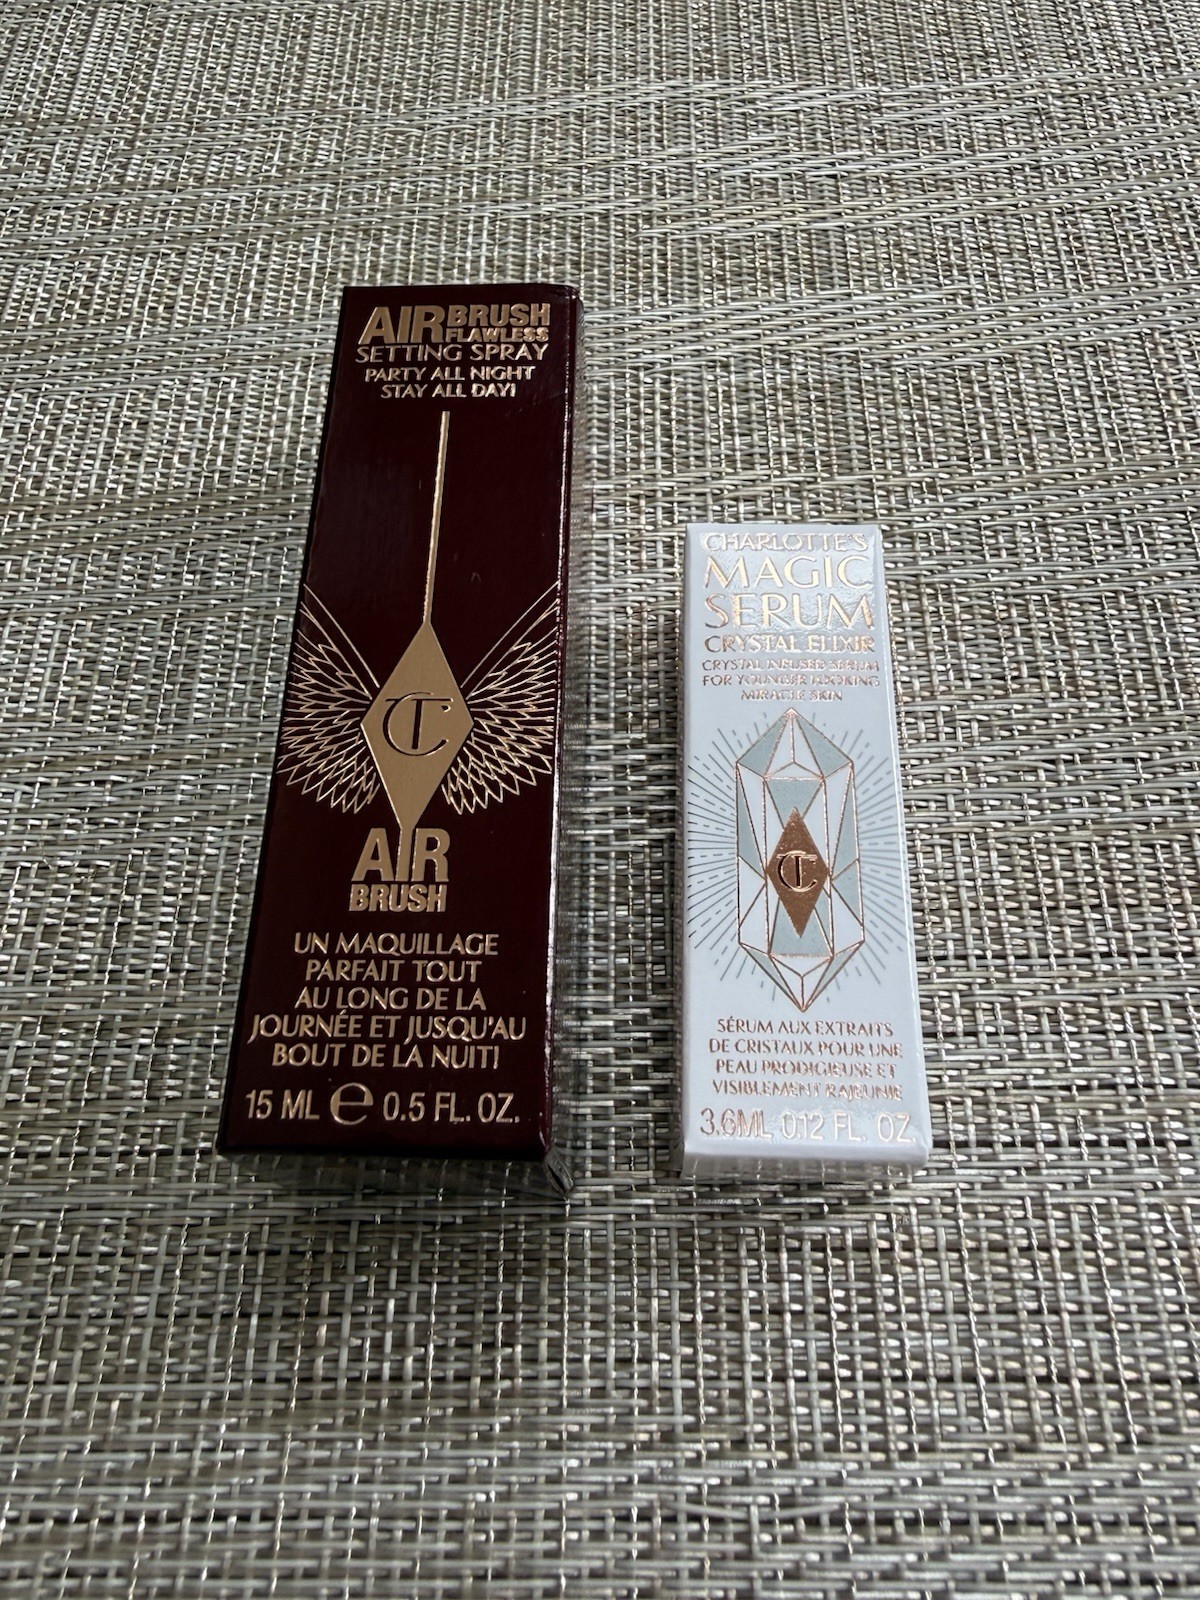 AIRBRUSH
FLAWLESS
SETTING SPRAY
PARTY ALL NIGHT
STAY ALL DAY!
CT
AIR
BRUSH
UN MAQUILLAGE
PARFAIT TOUT
AU LONG DE LA
JOURNÉE ET JUSQU'AU
BOUT DE LA NUIT!
15 ML e 0.5 FL. OZ.
CHARLOTTE'S
MAGIC
SERUM
CRYSTAL ELIXIR
CRYSTAL INFUSED SERUM
FOR YOUNGER LOOKING
MIRACLE SKIN
CT
SÉRUM AUX EXTRAITS
DE CRISTAUX POUR UNE
PEAU PRODIGIEUSE ET
VISIBLEMENT RAJEUNIE
3.6ML 0.12 FL. OZ.